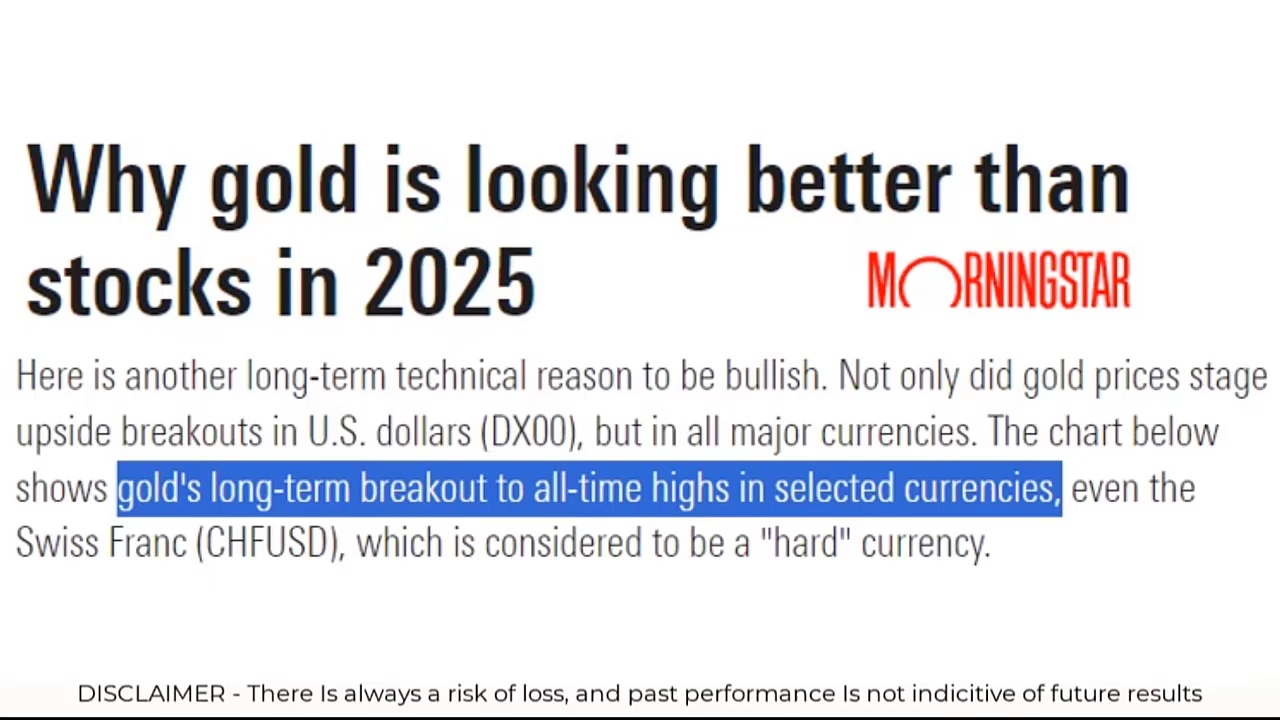 Why gold is looking better than
stocks in 2025
MORNINGSTAR
Here is another long-term technical reason to be bullish. Not only did gold prices stage
upside breakouts in U.S. dollars (DX00), but in all major currencies. The chart below
shows gold's long-term breakout to all-time highs in selected currencies, even the
Swiss Franc (CHFUSD), which is considered to be a "hard" currency.
DISCLAIMER - There Is always a risk of loss, and past performance Is not indicitive of future results